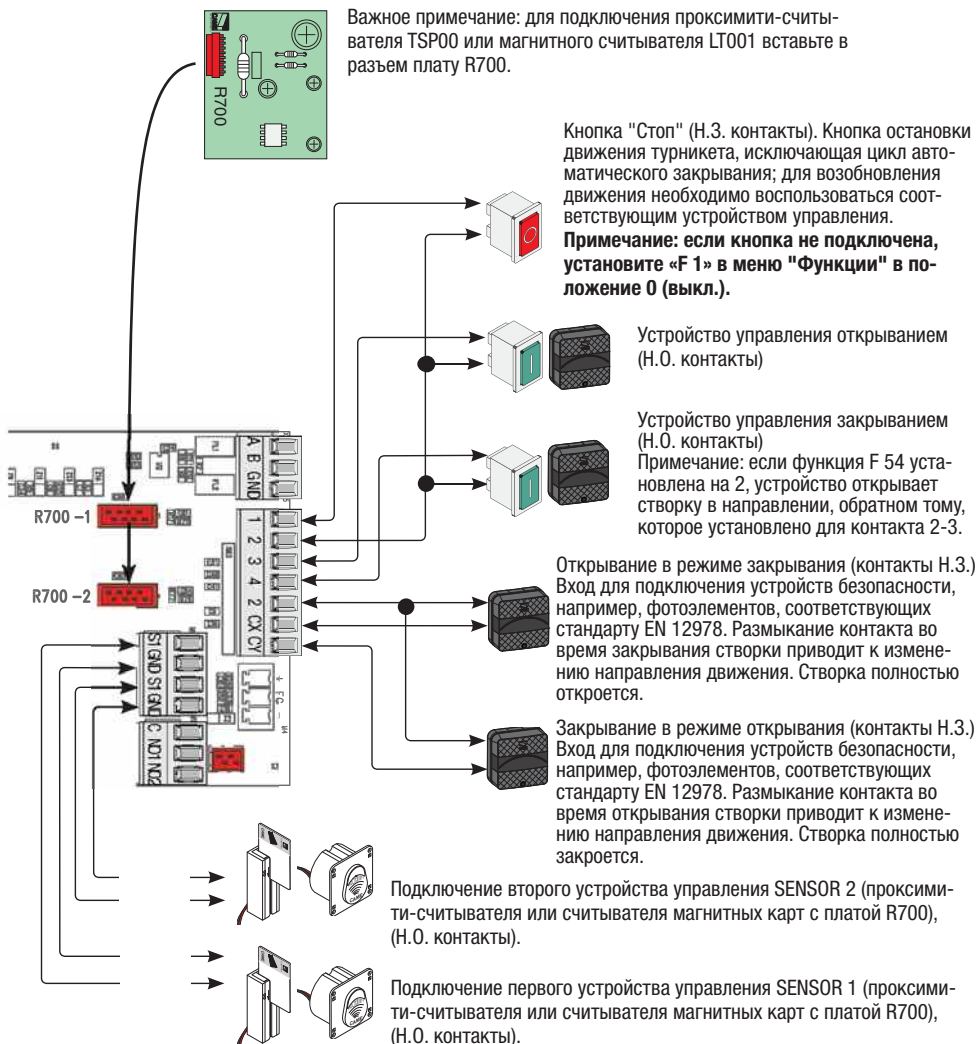 Важное примечание: для подключения проксимити-считы-
вателя TSP00 или магнитного считывателя LT001 вставьте в
разъем плату R700.
R700
Кнопка "Стоп" (Н.З. контакты). Кнопка остановки
движения турникета, исключающая цикл авто-
матического закрывания; для возобновления
движения необходимо воспользоваться соот-
ветствующим устройством управления.
Примечание: если кнопка не подключена,
установите «F 1» в меню "Функции" в по-
ложение 0 (выкл.).
Устройство управления открыванием
(Н.О. контакты)
Устройство управления закрыванием
(Н.О. контакты)
Примечание: если функция F 54 уста-
новлена на 2, устройство открывает
створку в направлении, обратном тому,
которое установлено для контакта 2-3.
A B GND
R700 –1
R700 –2
1
2
3
4
2
CX
CY
S1 GND S1 GND
+ FC -
C NO1 NO2
Открывание в режиме закрывания (контакты Н.З.)
Вход для подключения устройств безопасности,
например, фотоэлементов, соответствующих
стандарту EN 12978. Размыкание контакта во
время закрывания створки приводит к измене-
нию направления движения. Створка полностью
откроется.
Закрывание в режиме открывания (контакты Н.З.)
Вход для подключения устройств безопасности,
например, фотоэлементов, соответствующих
стандарту EN 12978. Размыкание контакта во
время открывания створки приводит к измене-
нию направления движения. Створка полностью
закроется.
Подключение второго устройства управления SENSOR 2 (проксими-
ти-считывателя или считывателя магнитных карт с платой R700),
(Н.О. контакты).
Подключение первого устройства управления SENSOR 1 (проксими-
ти-считывателя или считывателя магнитных карт с платой R700),
(Н.О. контакты).